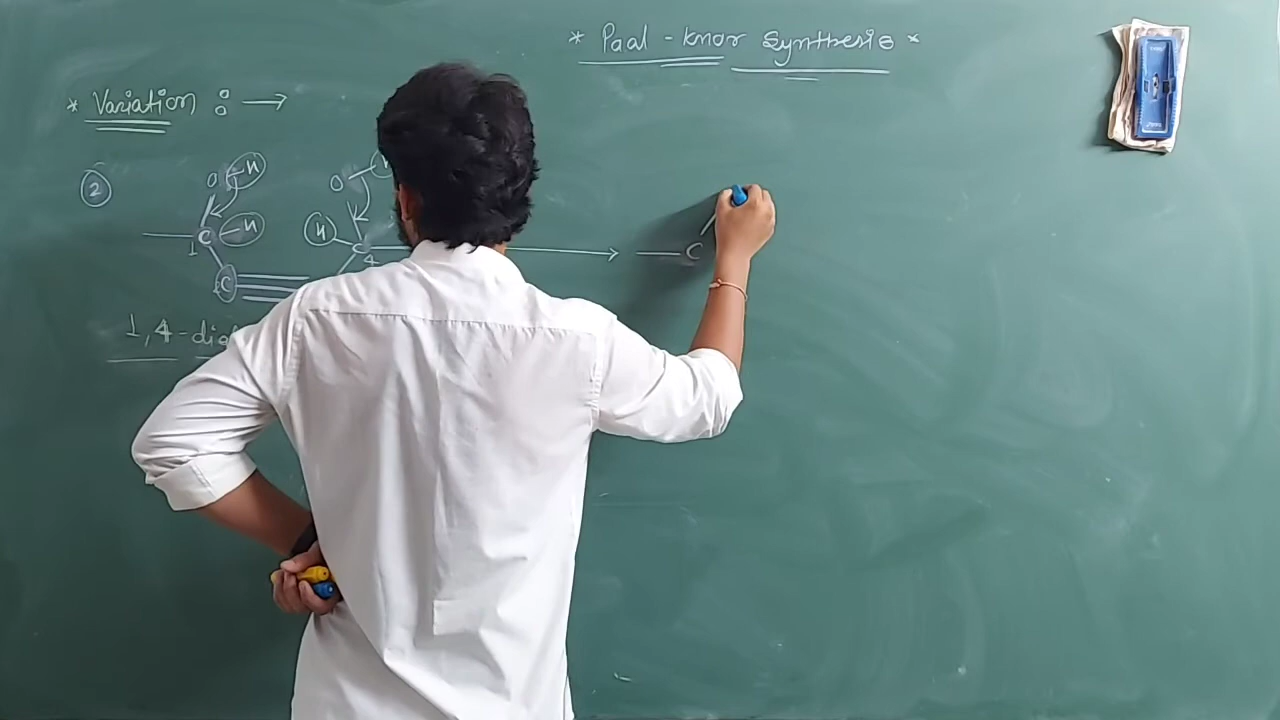 * Paal - Knor Synthesis *
* Variation : →
2
O H O
H H
C C
1 4
C
1,4-di
C